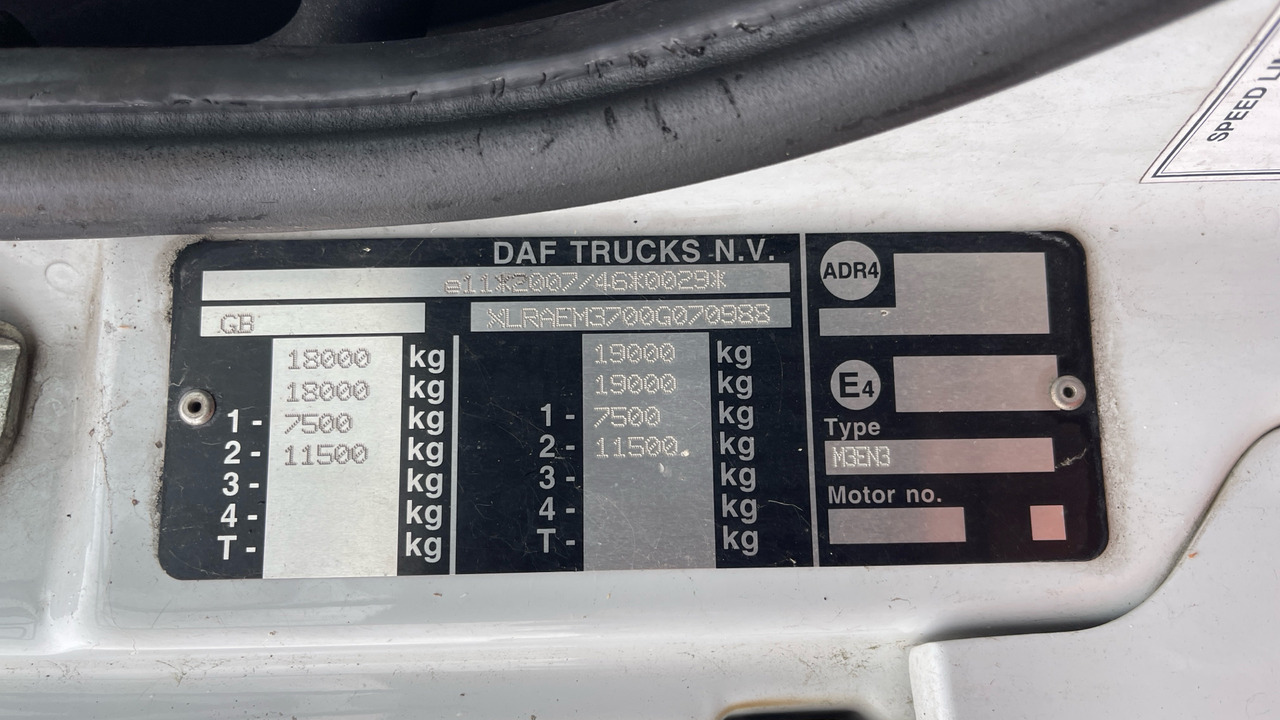 SPEED LI
DAF TRUCKS N.V.
e11*2007/46*0029*
GB
XLRAEM3700G070988
18000 kg
18000 kg
1 - 7500 kg
2 - 11500 kg
3 - kg
4 - kg
T - kg
19000 kg
19000 kg
1 - 7500 kg
2 - 11500 kg
3 - kg
4 - kg
T - kg
ADR4
E4
Type
M3EN3
Motor no.